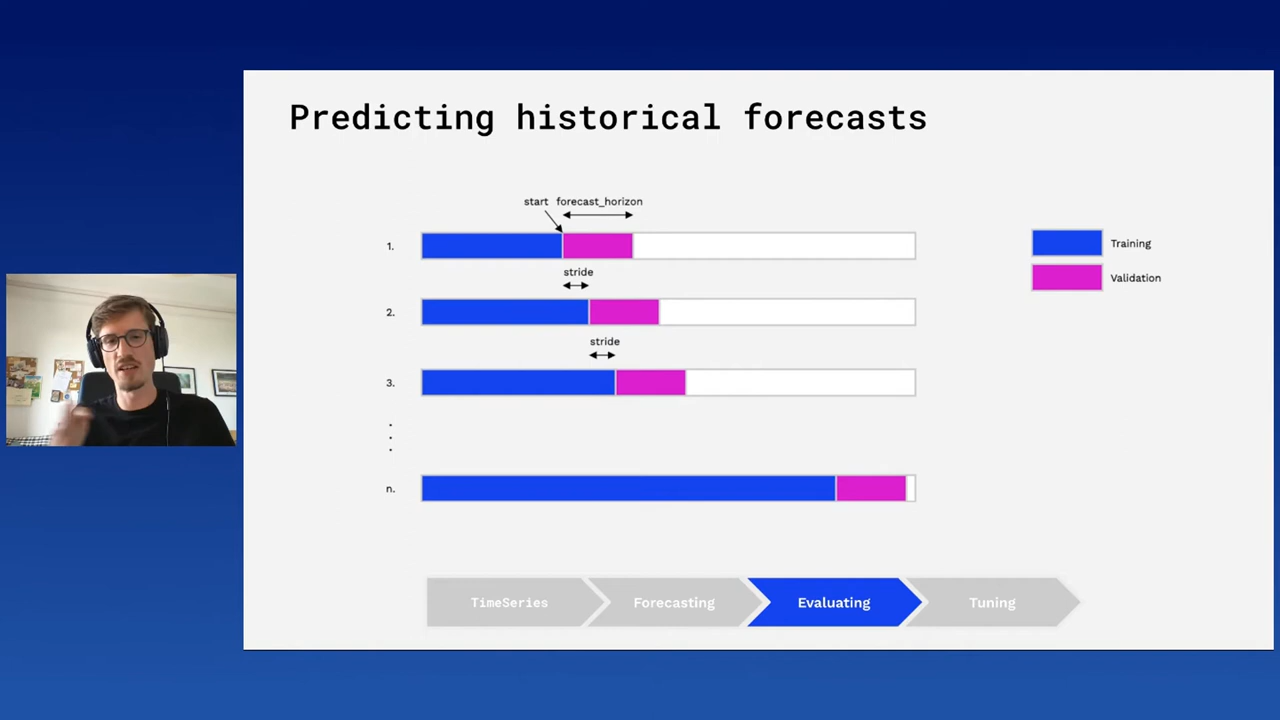 Predicting historical forecasts
start forecast_horizon
1.
stride
2.
stride
3.
n.
Training
Validation
TimeSeries
Forecasting
Evaluating
Tuning